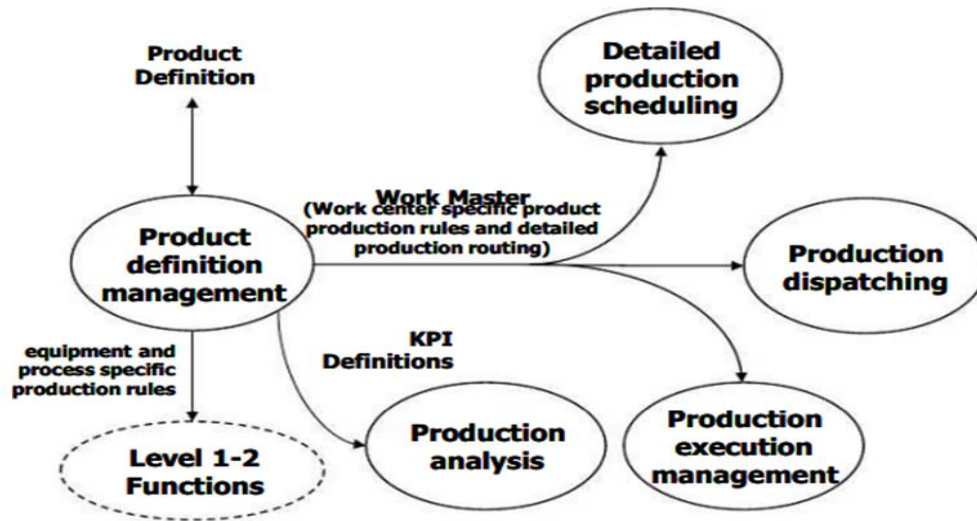 Product
Definition
Detailed
production
scheduling
Work Master
(Work center specific product
production rules and detailed
production routing)
Product
definition
management
Production
dispatching
equipment and
process specific
production rules
KPI
Definitions
Level 1-2
Functions
Production
analysis
Production
execution
management